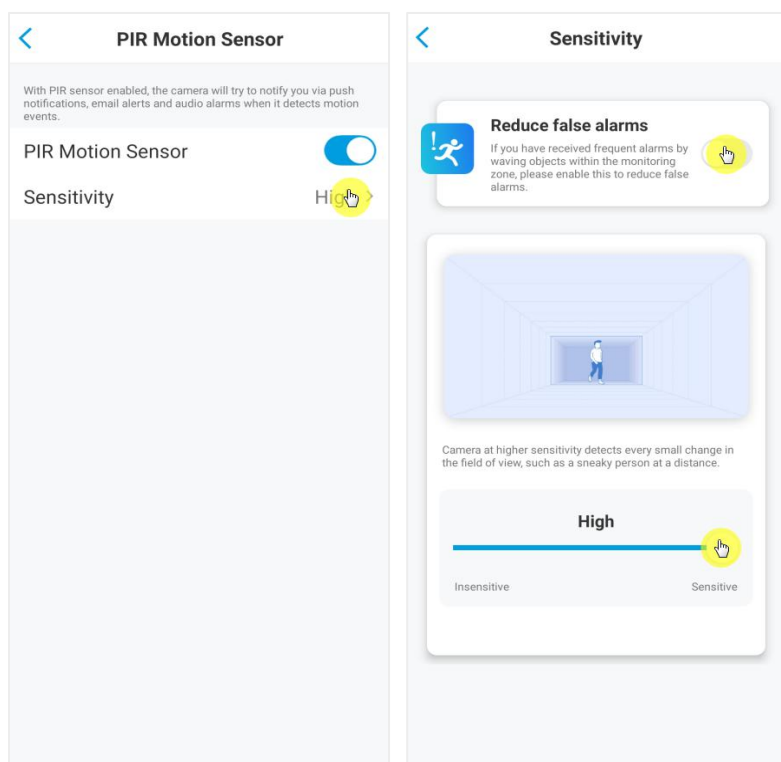 PIR Motion Sensor
With PIR sensor enabled, the camera will try to notify you via push
notifications, email alerts and audio alarms when it detects motion
events.
PIR Motion Sensor
Sensitivity
High
Sensitivity
Reduce false alarms
If you have received frequent alarms by
waving objects within the monitoring
zone, please enable this to reduce false
alarms.
Camera at higher sensitivity detects every small change in
the field of view, such as a sneaky person at a distance.
High
Insensitive
Sensitive